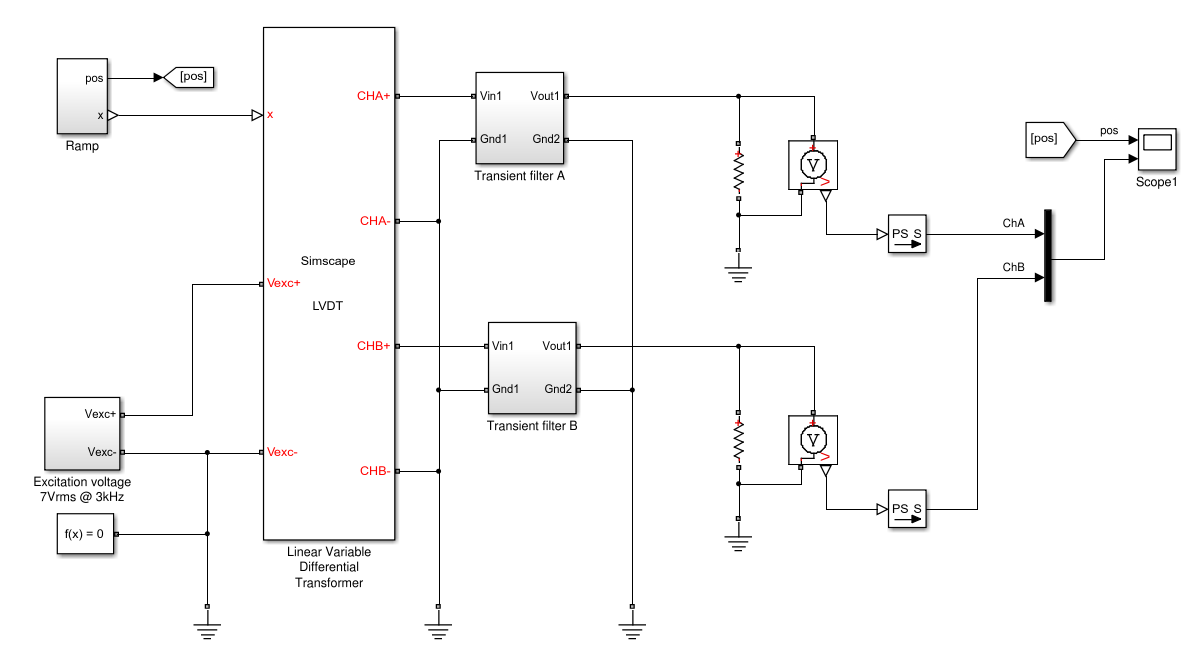 pos
[pos]
x
Ramp
x
CHA+
CHA-
Simscape
LVDT
Vexc+
CHB+
Vexc-
CHB-
Linear Variable
Differential
Transformer
Vexc+
Vexc-
Excitation voltage
7Vrms @ 3kHz
f(x) = 0
Vin1 Vout1
Gnd1 Gnd2
Transient filter A
Vin1 Vout1
Gnd1 Gnd2
Transient filter B
+
+
V
V
PS S
+
+
V
V
PS S
[pos]
pos
Scope1
ChA
ChB